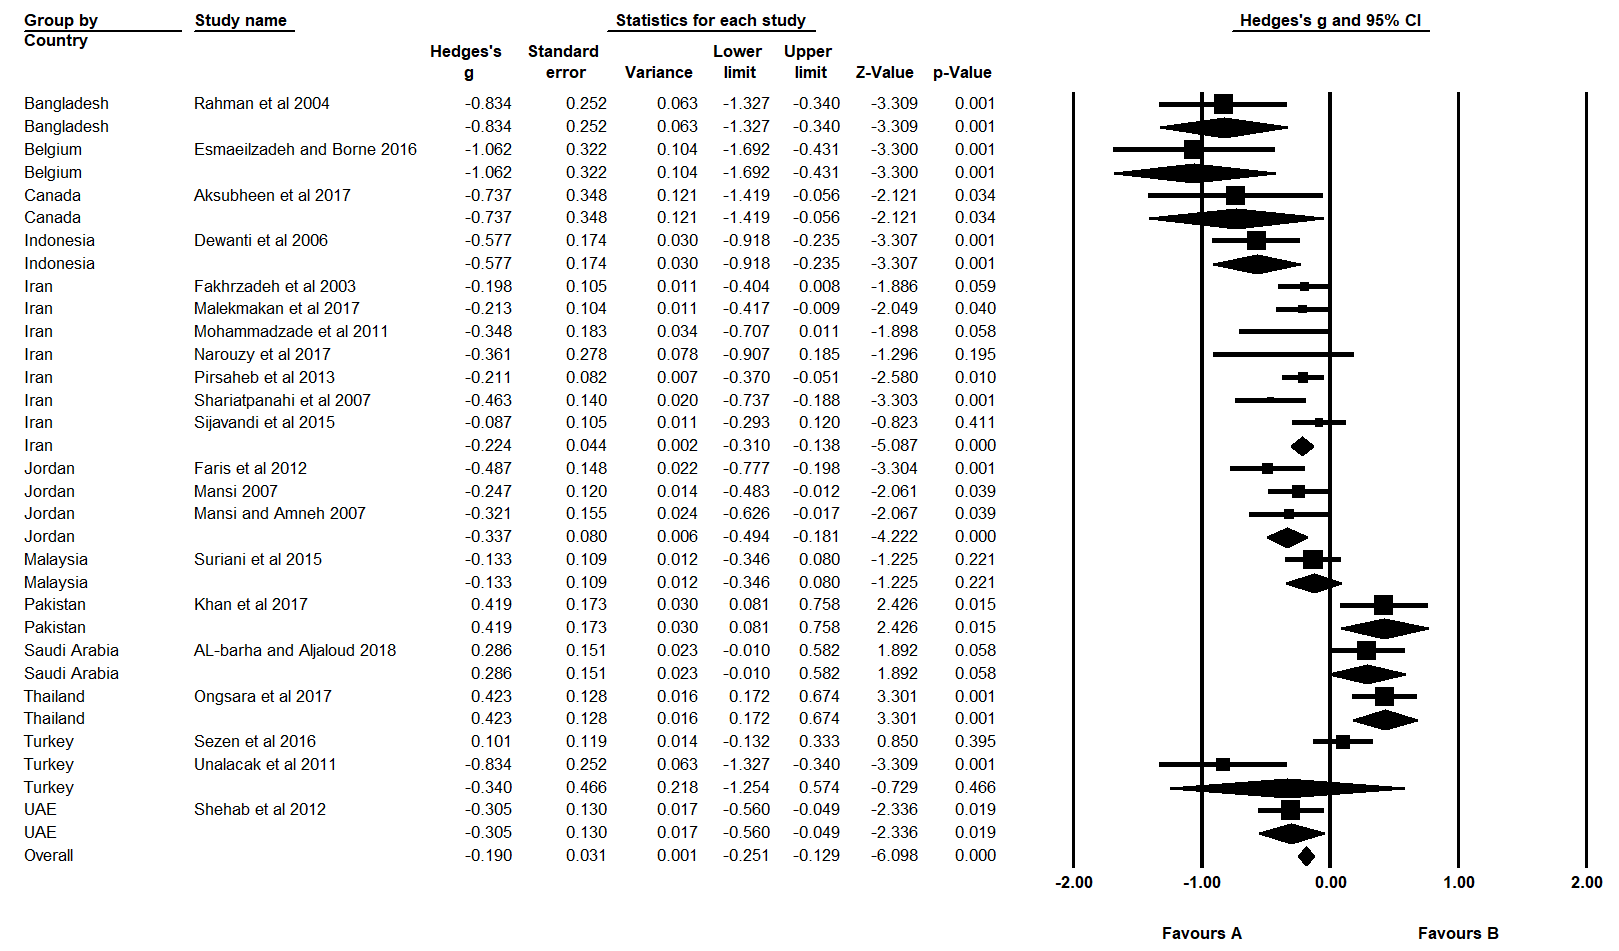 Group by Study name Statistics for each study Hedges's g and 95% CI
Country
Hedges's Standard Lower Upper
g error Variance limit limit Z-Value p-Value
Bangladesh Rahman et al 2004 -0.834 0.252 0.063 -1.327 -0.340 -3.309 0.001
Bangladesh -0.834 0.252 0.063 -1.327 -0.340 -3.309 0.001
Belgium Esmaeilzadeh and Borne 2016 -1.062 0.322 0.104 -1.692 -0.431 -3.300 0.001
Belgium -1.062 0.322 0.104 -1.692 -0.431 -3.300 0.001
Canada Aksubheen et al 2017 -0.737 0.348 0.121 -1.419 -0.056 -2.121 0.034
Canada -0.737 0.348 0.121 -1.419 -0.056 -2.121 0.034
Indonesia Dewanti et al 2006 -0.577 0.174 0.030 -0.918 -0.235 -3.307 0.001
Indonesia -0.577 0.174 0.030 -0.918 -0.235 -3.307 0.001
Iran Fakhrzadeh et al 2003 -0.198 0.105 0.011 -0.404 0.008 -1.886 0.059
Iran Malekmakan et al 2017 -0.213 0.104 0.011 -0.417 -0.009 -2.049 0.040
Iran Mohammadzade et al 2011 -0.348 0.183 0.034 -0.707 0.011 -1.898 0.058
Iran Narouzy et al 2017 -0.361 0.278 0.078 -0.907 0.185 -1.296 0.195
Iran Pirsaheb et al 2013 -0.211 0.082 0.007 -0.370 -0.051 -2.580 0.010
Iran Shariatpanahi et al 2007 -0.463 0.140 0.020 -0.737 -0.188 -3.303 0.001
Iran Sijavandi et al 2015 -0.087 0.105 0.011 -0.293 0.120 -0.823 0.411
Iran -0.224 0.044 0.002 -0.310 -0.138 -5.087 0.000
Jordan Faris et al 2012 -0.487 0.148 0.022 -0.777 -0.198 -3.304 0.001
Jordan Mansi 2007 -0.247 0.120 0.014 -0.483 -0.012 -2.061 0.039
Jordan Mansi and Amneh 2007 -0.321 0.155 0.024 -0.626 -0.017 -2.067 0.039
Jordan -0.337 0.080 0.006 -0.494 -0.181 -4.222 0.000
Malaysia Suriani et al 2015 -0.133 0.109 0.012 -0.346 0.080 -1.225 0.221
Malaysia -0.133 0.109 0.012 -0.346 0.080 -1.225 0.221
Pakistan Khan et al 2017 0.419 0.173 0.030 0.081 0.758 2.426 0.015
Pakistan 0.419 0.173 0.030 0.081 0.758 2.426 0.015
Saudi Arabia AL-barha and Aljaloud 2018 0.286 0.151 0.023 -0.010 0.582 1.892 0.058
Saudi Arabia 0.286 0.151 0.023 -0.010 0.582 1.892 0.058
Thailand Ongsara et al 2017 0.423 0.128 0.016 0.172 0.674 3.301 0.001
Thailand 0.423 0.128 0.016 0.172 0.674 3.301 0.001
Turkey Sezen et al 2016 0.101 0.119 0.014 -0.132 0.333 0.850 0.395
Turkey Unalacak et al 2011 -0.834 0.252 0.063 -1.327 -0.340 -3.309 0.001
Turkey -0.340 0.466 0.218 -1.254 0.574 -0.729 0.466
UAE Shehab et al 2012 -0.305 0.130 0.017 -0.560 -0.049 -2.336 0.019
UAE -0.305 0.130 0.017 -0.560 -0.049 -2.336 0.019
Overall -0.190 0.031 0.001 -0.251 -0.129 -6.098 0.000
-2.00 -1.00 0.00 1.00 2.00
Favours A Favours B